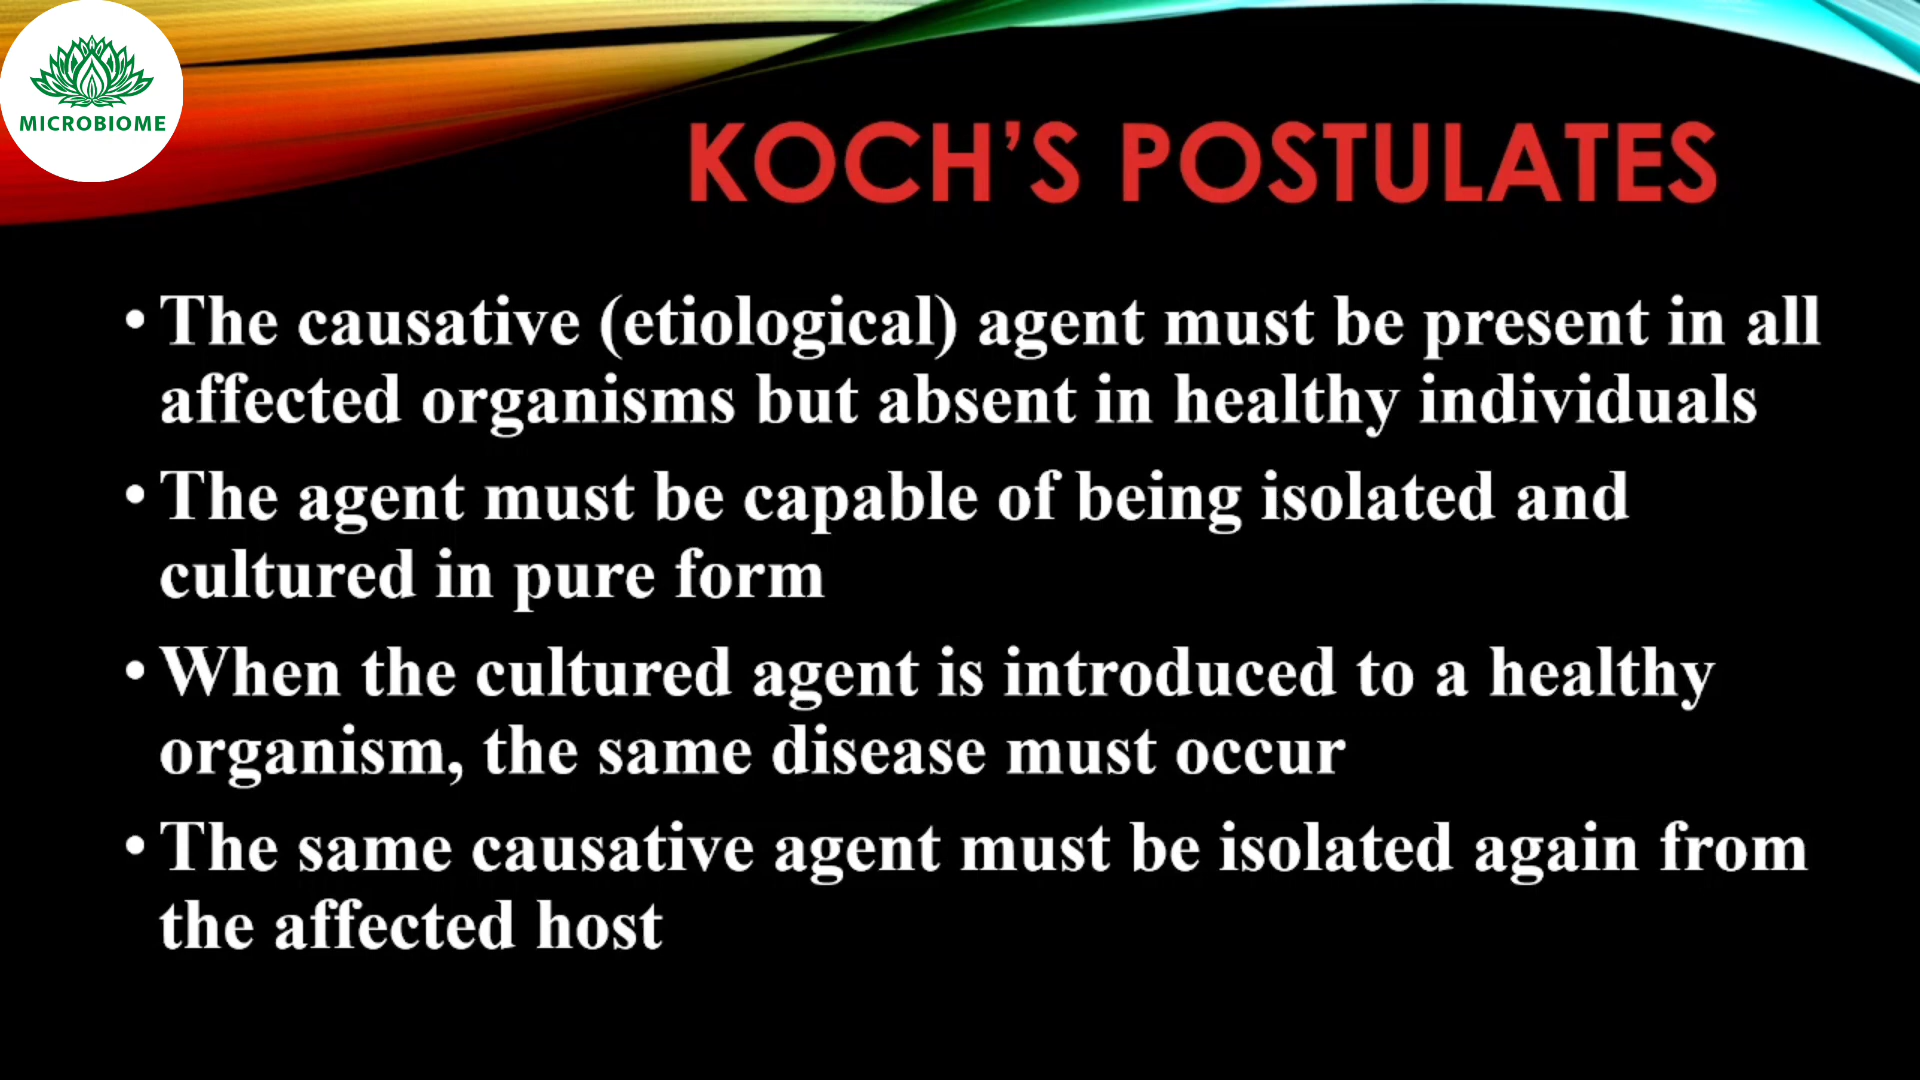 MICROBIOME
KOCH’S POSTULATES
• The causative (etiological) agent must be present in all
affected organisms but absent in healthy individuals
• The agent must be capable of being isolated and
cultured in pure form
• When the cultured agent is introduced to a healthy
organism, the same disease must occur
• The same causative agent must be isolated again from
the affected host